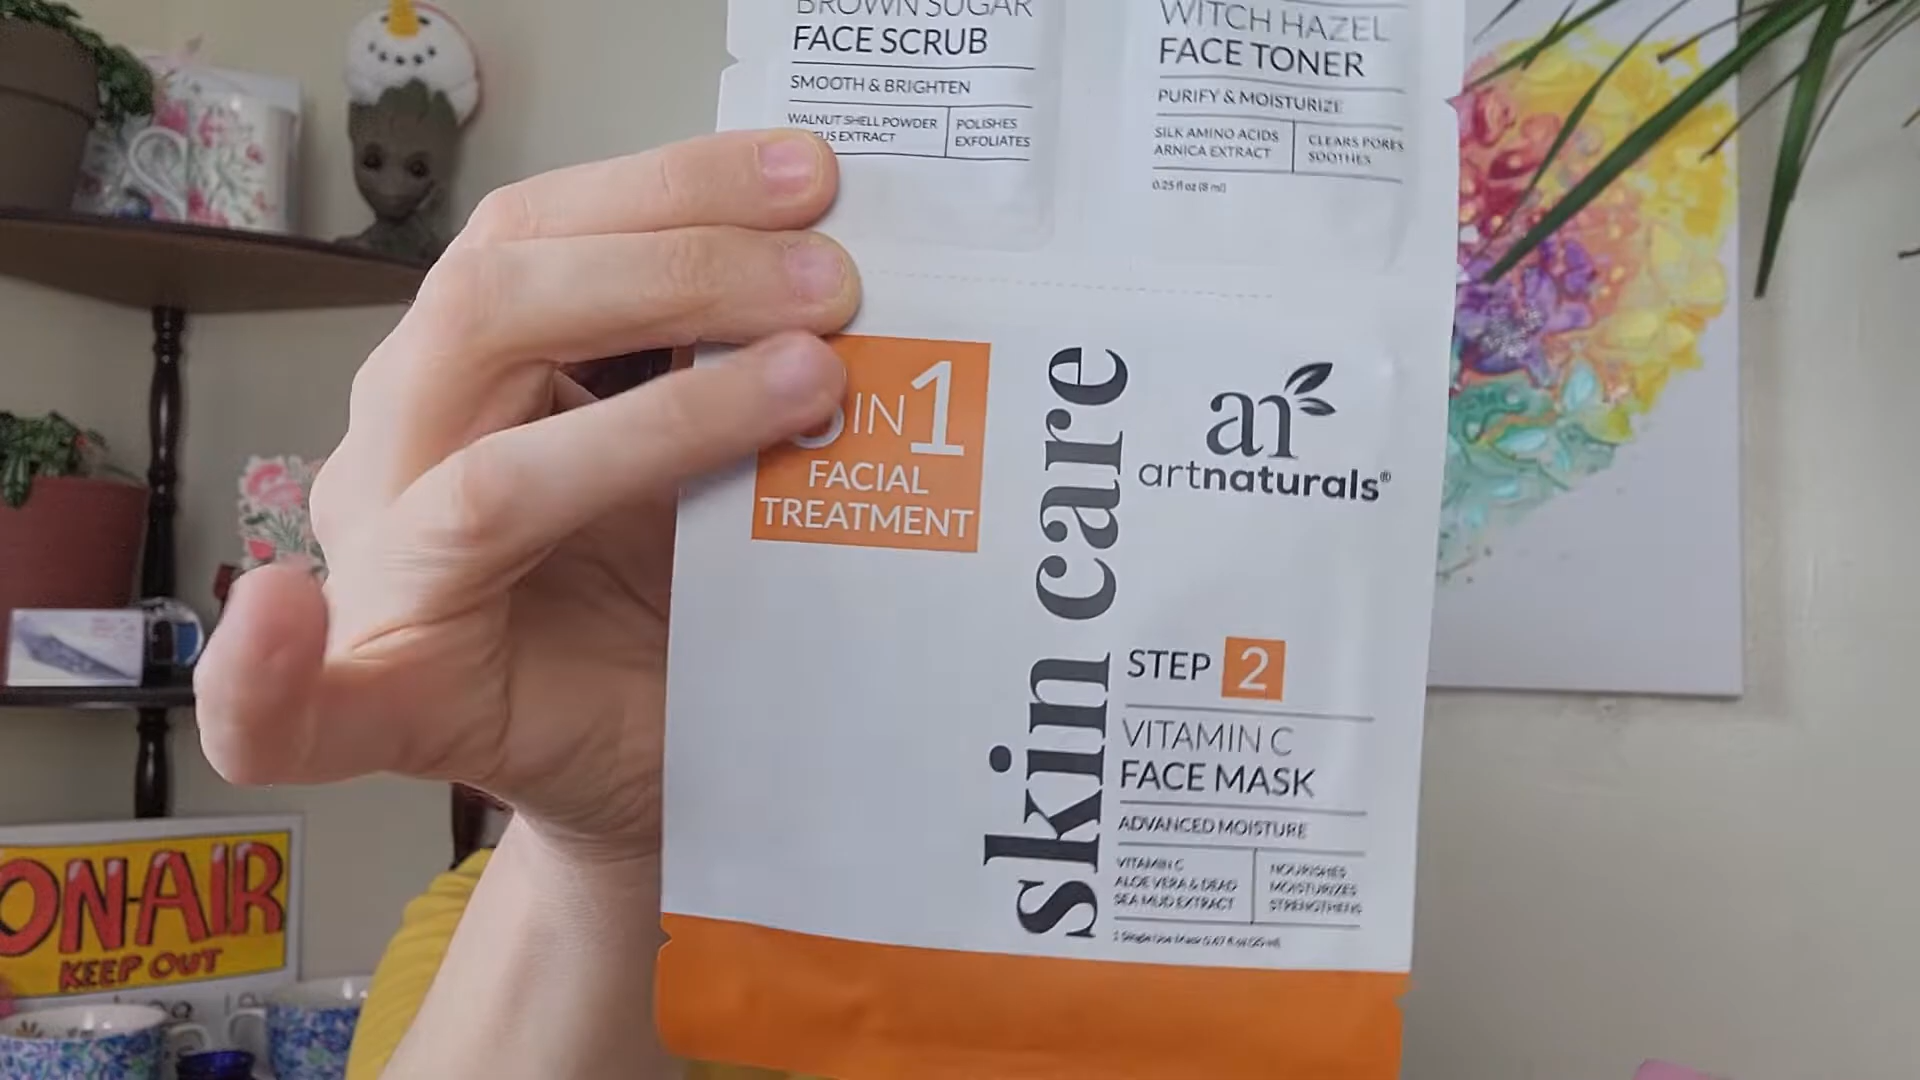 BROWN SUGAR
FACE SCRUB
SMOOTH & BRIGHTEN
WALNUT SHELL POWDER
EXTRACT
POLISHES
EXFOLIATES
WITCH HAZEL
FACE TONER
PURIFY & MOISTURIZE
SILK AMINO ACIDS
ARNICA EXTRACT
CLEARS PORES
SOOTHES
0.25 fl oz (8 ml)
IN 1
FACIAL
TREATMENT
skin care
an
artnaturals®
STEP 2
VITAMIN C
FACE MASK
ADVANCED MOISTURE
VITAMIN C
ALOE VERA & DEAD
SEA MUD EXTRACT
NOURISHES
MOISTURIZES
STRENGTHENS
ON-AIR
KEEP OUT